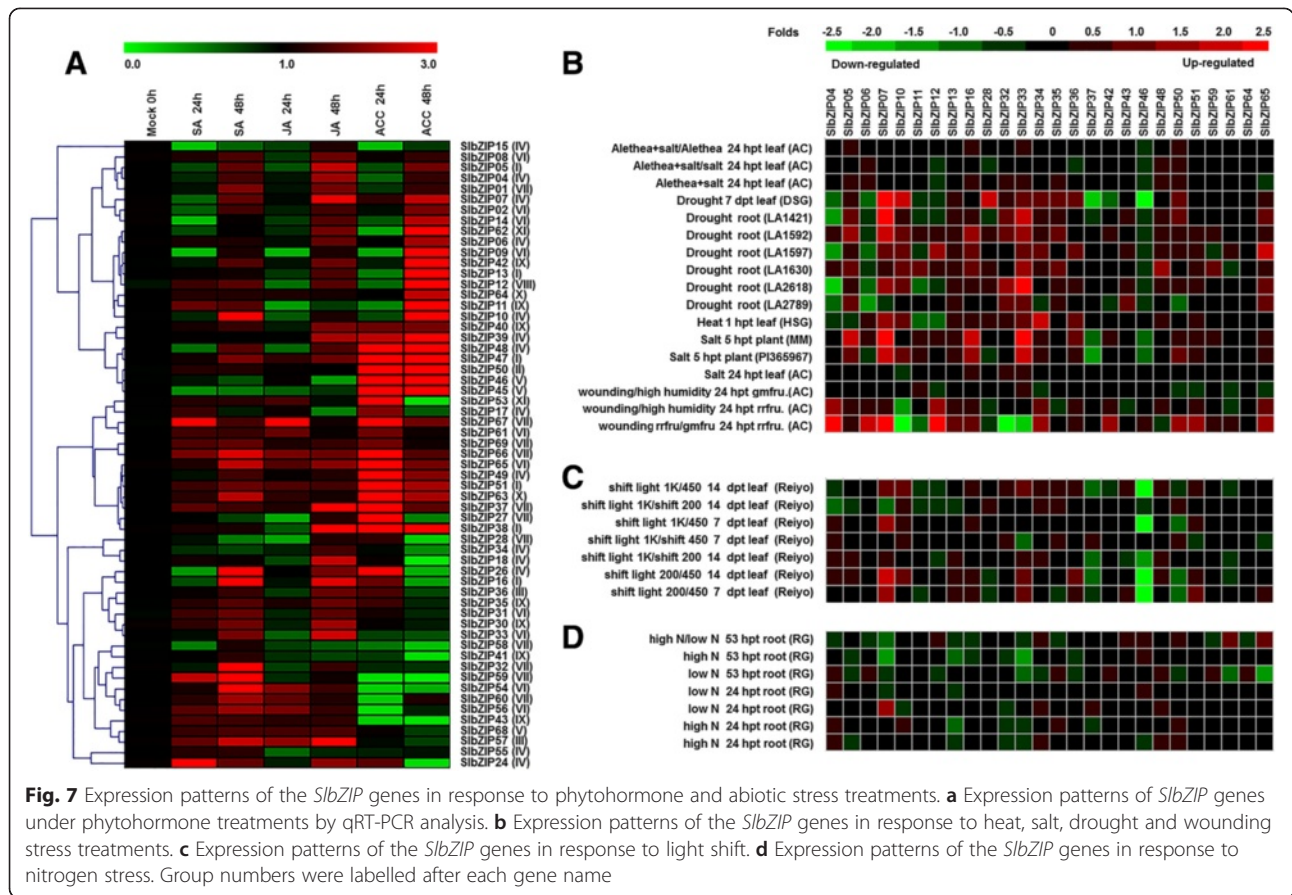 A
0.0 1.0 3.0
Mock 0h
SA 24h
SA 48h
JA 24h
JA 48h
ACC 24h
ACC 48h
SlbZIP15 (IV)
SlbZIP08 (VI)
SlbZIP05 (I)
SlbZIP04 (IV)
SlbZIP01 (VII)
SlbZIP07 (IV)
SlbZIP02 (VI)
SlbZIP14 (VI)
SlbZIP62 (XI)
SlbZIP06 (IV)
SlbZIP09 (VI)
SlbZIP42 (IX)
SlbZIP13 (I)
SlbZIP12 (VIII)
SlbZIP64 (X)
SlbZIP11 (IX)
SlbZIP10 (IV)
SlbZIP40 (IX)
SlbZIP39 (IV)
SlbZIP48 (IV)
SlbZIP47 (I)
SlbZIP50 (II)
SlbZIP46 (V)
SlbZIP45 (V)
SlbZIP53 (XI)
SlbZIP17 (IV)
SlbZIP67 (VII)
SlbZIP61 (VI)
SlbZIP69 (VII)
SlbZIP66 (VII)
SlbZIP65 (VI)
SlbZIP49 (IV)
SlbZIP51 (I)
SlbZIP63 (X)
SlbZIP37 (VII)
SlbZIP27 (VII)
SlbZIP38 (I)
SlbZIP28 (VII)
SlbZIP34 (IV)
SlbZIP18 (IV)
SlbZIP26 (IV)
SlbZIP16 (I)
SlbZIP36 (III)
SlbZIP35 (IX)
SlbZIP31 (VI)
SlbZIP30 (IX)
SlbZIP33 (VI)
SlbZIP58 (VII)
SlbZIP41 (IX)
SlbZIP32 (VII)
SlbZIP59 (VII)
SlbZIP54 (VI)
SlbZIP60 (VII)
SlbZIP56 (VI)
SlbZIP43 (IX)
SlbZIP68 (V)
SlbZIP57 (III)
SlbZIP55 (IV)
SlbZIP24 (IV)
B
Folds -2.5 -2.0 -1.5 -1.0 -0.5 0 0.5 1.0 1.5 2.0 2.5
Down-regulated Up-regulated
SlbZIP04
SlbZIP05
SlbZIP06
SlbZIP07
SlbZIP10
SlbZIP11
SlbZIP12
SlbZIP13
SlbZIP16
SlbZIP28
SlbZIP32
SlbZIP33
SlbZIP34
SlbZIP35
SlbZIP36
SlbZIP37
SlbZIP42
SlbZIP43
SlbZIP46
SlbZIP48
SlbZIP50
SlbZIP51
SlbZIP59
SlbZIP61
SlbZIP64
SlbZIP65
Alethea+salt/Alethea 24 hpt leaf (AC)
Alethea+salt/salt 24 hpt leaf (AC)
Alethea+salt 24 hpt leaf (AC)
Drought 7 dpt leaf (DSG)
Drought root (LA1421)
Drought root (LA1592)
Drought root (LA1597)
Drought root (LA1630)
Drought root (LA2618)
Drought root (LA2789)
Heat 1 hpt leaf (HSG)
Salt 5 hpt plant (MM)
Salt 5 hpt plant (PI365967)
Salt 24 hpt leaf (AC)
wounding/high humidity 24 hpt gmfru.(AC)
wounding/high humidity 24 hpt rrfru. (AC)
wounding rrfru/gmfru 24 hpt rrfru. (AC)
C
shift light 1K/450 14 dpt leaf (Reiyo)
shift light 1K/shift 200 14 dpt leaf (Reiyo)
shift light 1K/450 7 dpt leaf (Reiyo)
shift light 1K/shift 450 7 dpt leaf (Reiyo)
shift light 1K/shift 200 14 dpt leaf (Reiyo)
shift light 200/450 14 dpt leaf (Reiyo)
shift light 200/450 7 dpt leaf (Reiyo)
D
high N/low N 53 hpt root (RG)
high N 53 hpt root (RG)
low N 53 hpt root (RG)
low N 24 hpt root (RG)
low N 24 hpt root (RG)
high N 24 hpt root (RG)
high N 24 hpt root (RG)
Fig. 7 Expression patterns of the SlbZIP genes in response to phytohormone and abiotic stress treatments. a Expression patterns of SlbZIP genes
under phytohormone treatments by qRT-PCR analysis. b Expression patterns of the SlbZIP genes in response to heat, salt, drought and wounding
stress treatments. c Expression patterns of the SlbZIP genes in response to light shift. d Expression patterns of the SlbZIP genes in response to
nitrogen stress. Group numbers were labelled after each gene name